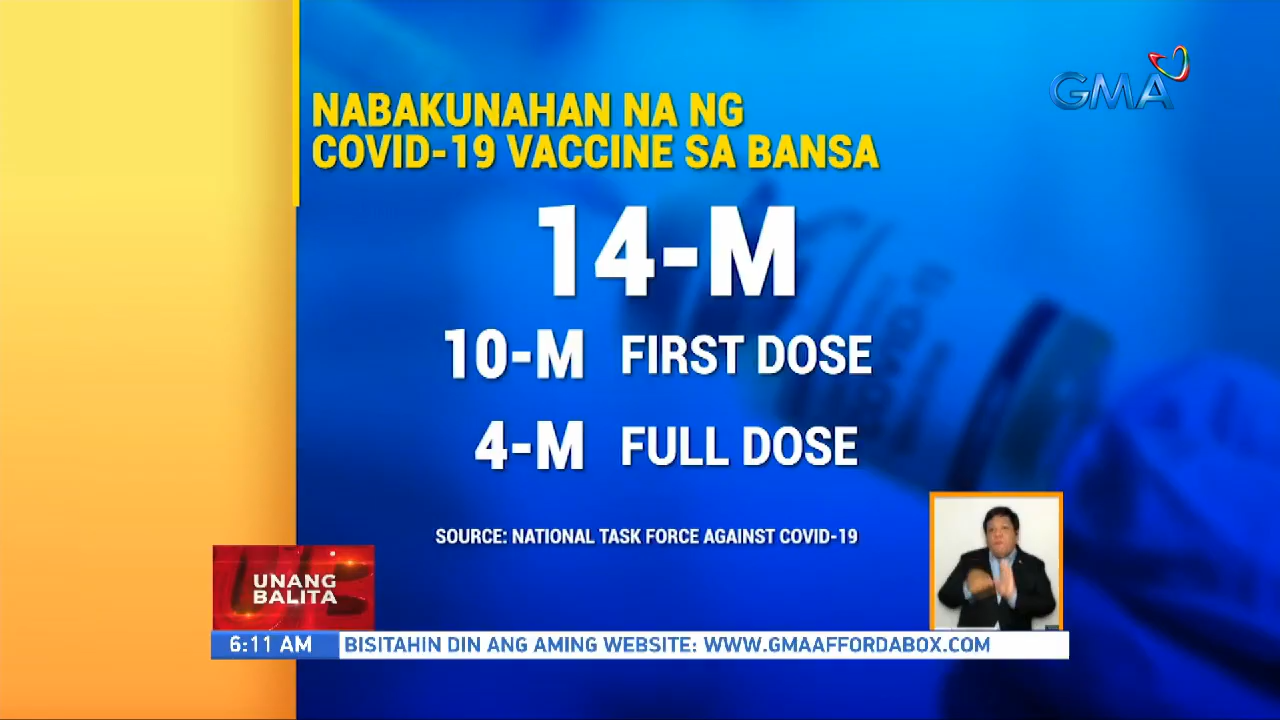 GMA
NABAKUNAHAN NA NG
COVID-19 VACCINE SA BANSA
14-M
10-M FIRST DOSE
4-M FULL DOSE
SOURCE: NATIONAL TASK FORCE AGAINST COVID-19
UNANG
BALITA
6:11 AM BISITAHIN DIN ANG AMING WEBSITE: WWW.GMAAFFORDABOX.COM